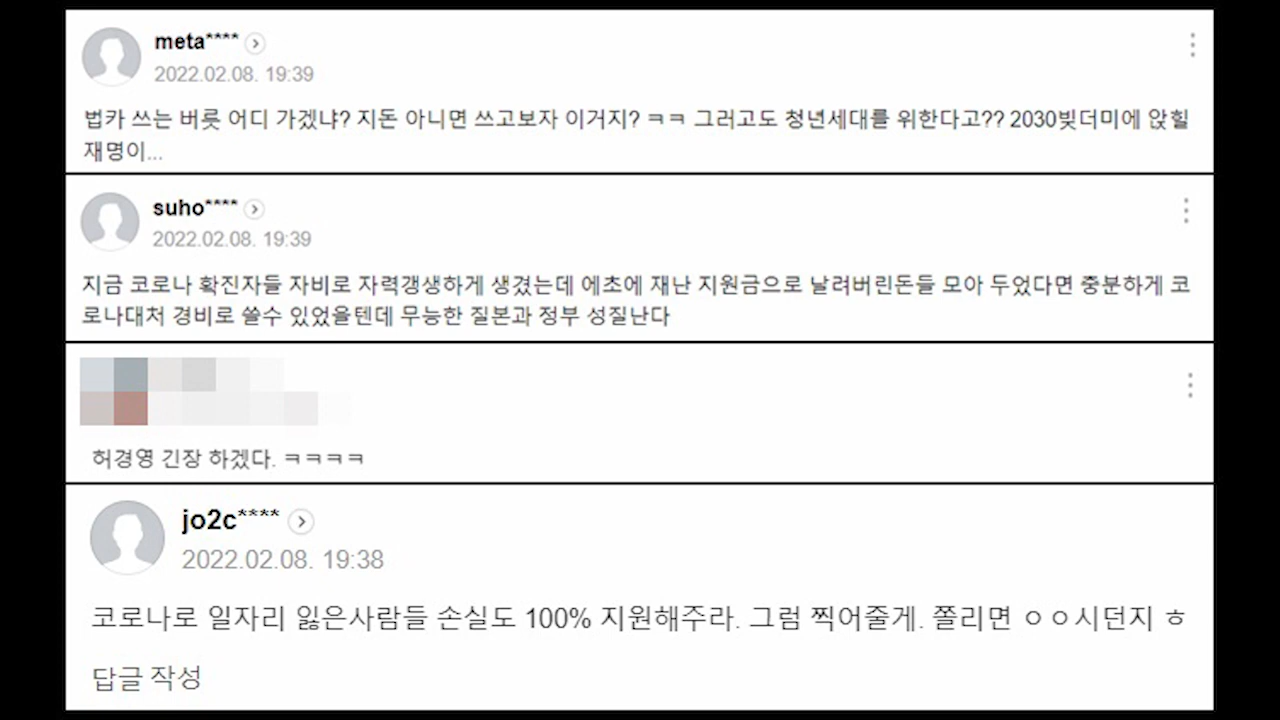 meta****
2022.02.08. 19:39
법카 쓰는 버릇 어디 가겠냐? 지돈 아니면 쓰고보자 이거지? ㅋㅋ 그러고도 청년세대를 위한다고?? 2030빚더미에 앉힐
재명이...
suho****
2022.02.08. 19:39
지금 코로나 확진자들 자비로 자력갱생하게 생겼는데 에초에 재난 지원금으로 날려버린돈들 모아 두었다면 충분하게 코
로나대처 경비로 쓸수 있었을텐데 무능한 질본과 정부 성질난다
허경영 긴장 하겠다. ㅋㅋㅋㅋ
jo2c****
2022.02.08. 19:38
코로나로 일자리 잃은사람들 손실도 100% 지원해주라. 그럼 찍어줄게. 쫄리면 ㅇㅇ시던지 ㅎ
답글 작성